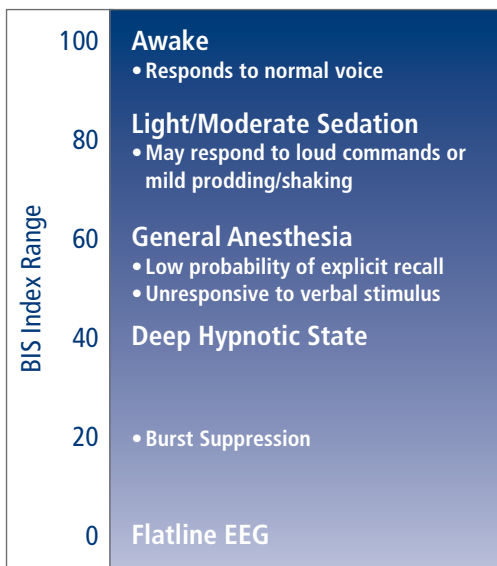 100 Awake
• Responds to normal voice
80 Light/Moderate Sedation
• May respond to loud commands or
mild prodding/shaking
60 General Anesthesia
• Low probability of explicit recall
• Unresponsive to verbal stimulus
40 Deep Hypnotic State
20 • Burst Suppression
0 Flatline EEG
BIS Index Range